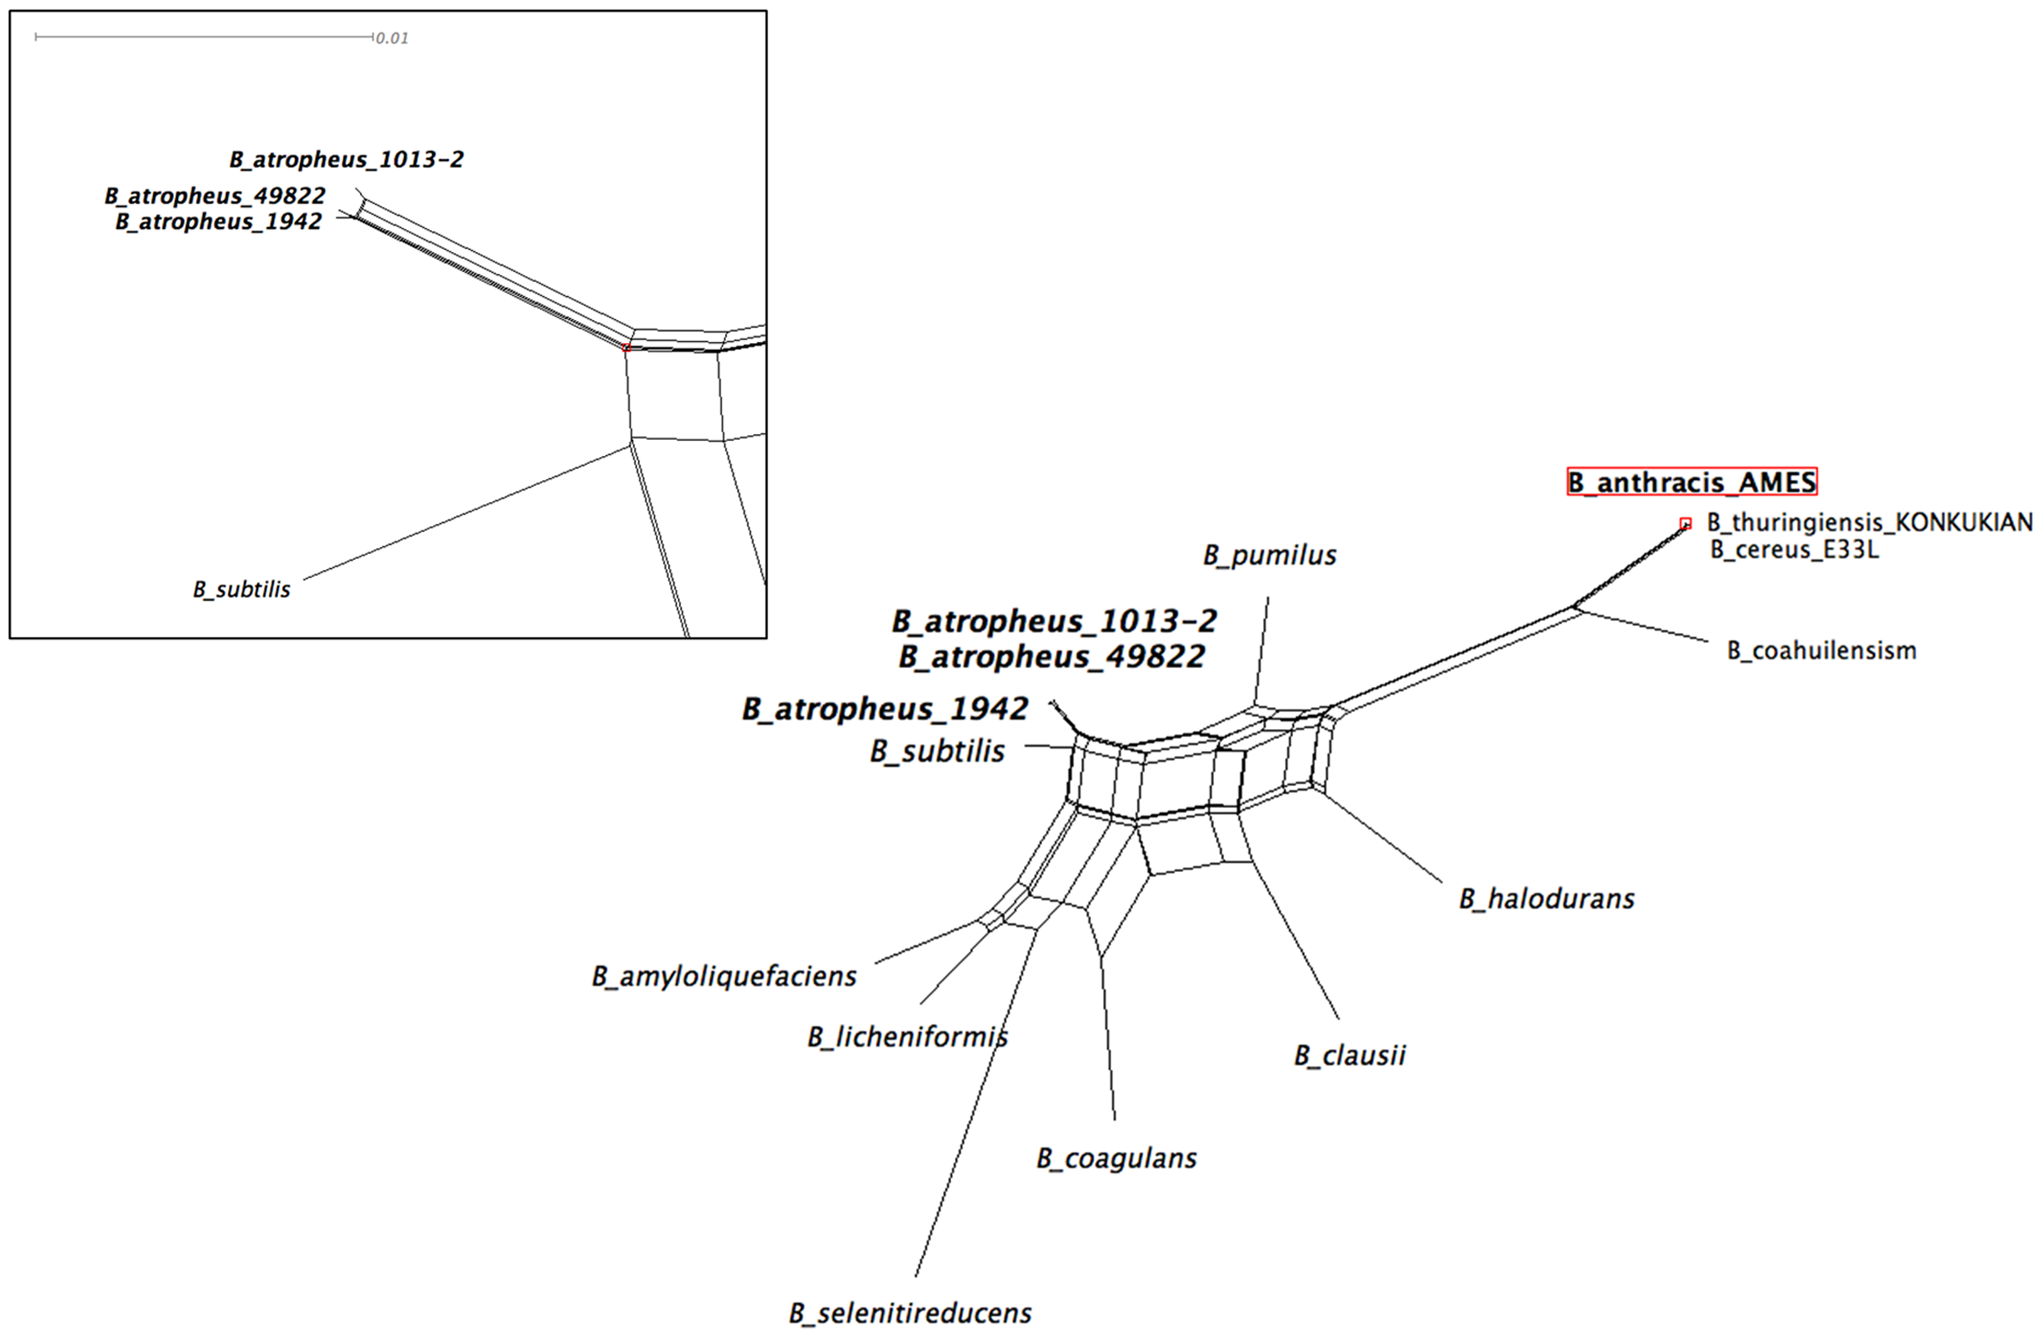 0.01
B_atropheus_1013-2
B_atropheus_49822
B_atropheus_1942
B_subtilis
B_anthracis_AMES
B_thuringiensis_KONKUKIAN
B_cereus_E33L
B_pumilus
B_atropheus_1013-2
B_atropheus_49822
B_coahuilensism
B_atropheus_1942
B_subtilis
B_halodurans
B_amyloliquefaciens
B_licheniformis
B_clausii
B_coagulans
B_selenitireducens